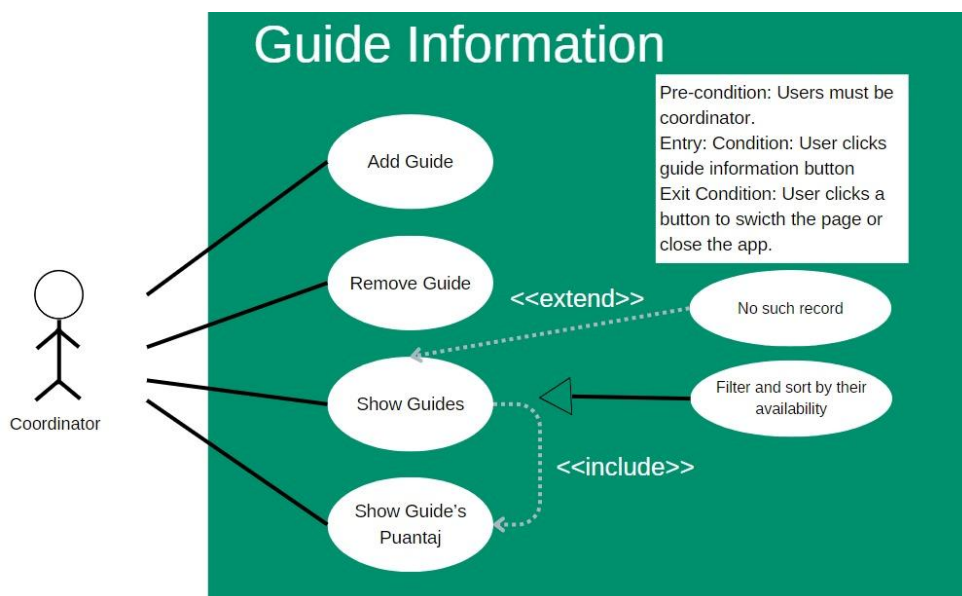 Guide Information
Pre-condition: Users must be
coordinator.
Entry: Condition: User clicks
guide information button
Exit Condition: User clicks a
button to swicth the page or
close the app.
Add Guide
Remove Guide
<<extend>>
No such record
Show Guides
Filter and sort by their
availability
Coordinator
<<include>>
Show Guide’s
Puantaj